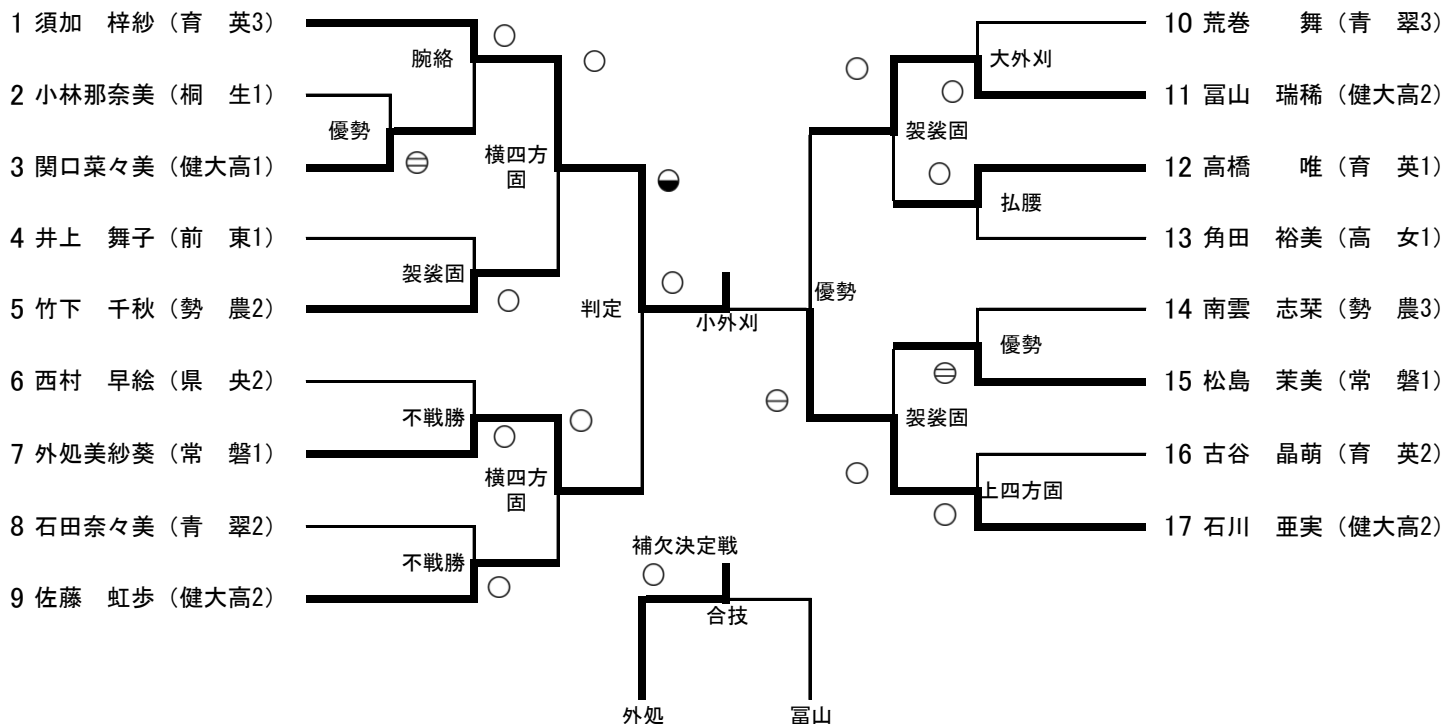 1 須加　梓紗（育　英3）
腕絡
2 小林那奈美（桐　生1）
優勢
3 関口菜々美（健大高1）
横四方
固
4 井上　舞子（前　東1）
袈裟固
5 竹下　千秋（勢　農2）
判定
6 西村　早絵（県　央2）
不戦勝
7 外処美紗葵（常　磐1）
横四方
固
8 石田奈々美（青　翠2）
不戦勝
9 佐藤　虹歩（健大高2）
小外刈
優勢
10 荒巻　　舞（青　翠3）
大外刈
11 冨山　瑞稀（健大高2）
袈裟固
12 高橋　　唯（育　英1）
払腰
13 角田　裕美（高　女1）
14 南雲　志栞（勢　農3）
優勢
15 松島　茉美（常　磐1）
袈裟固
16 古谷　晶萌（育　英2）
上四方固
17 石川　亜実（健大高2）
補欠決定戦
合技
外処　冨山